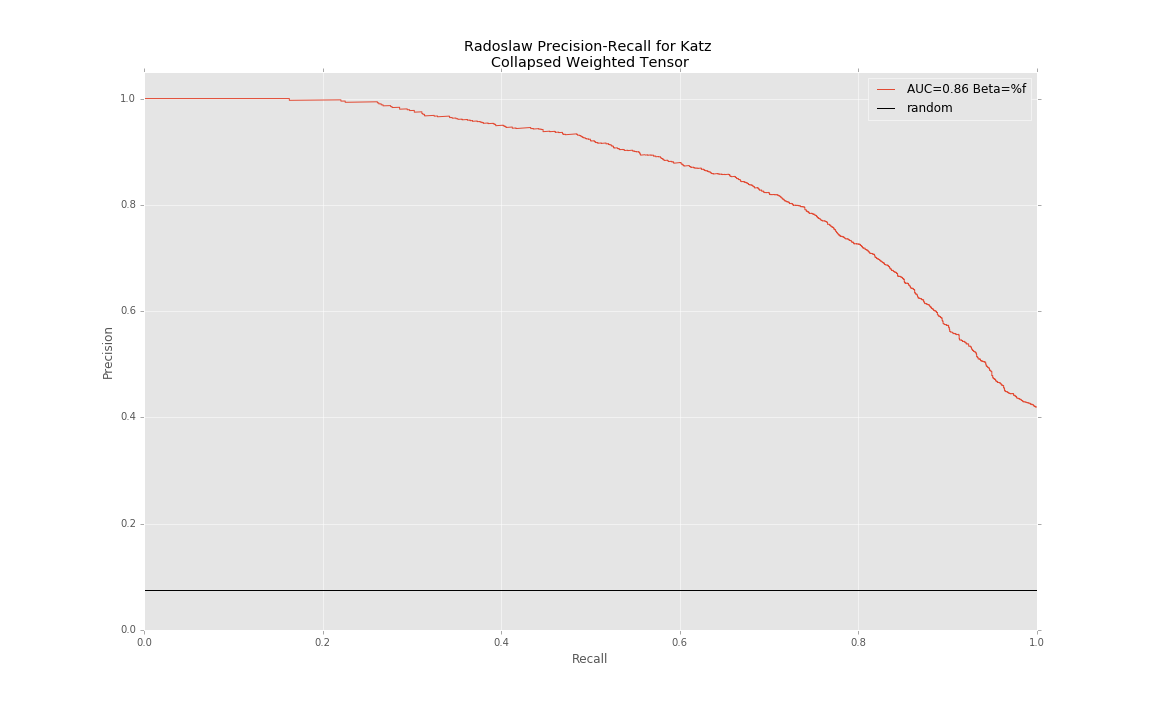 Radoslaw Precision-Recall for Katz
Collapsed Weighted Tensor
AUC=0.86 Beta=%f
random
1.0
0.8
0.6
0.4
0.2
0.0
Precision
0.0 0.2 0.4 0.6 0.8 1.0
Recall